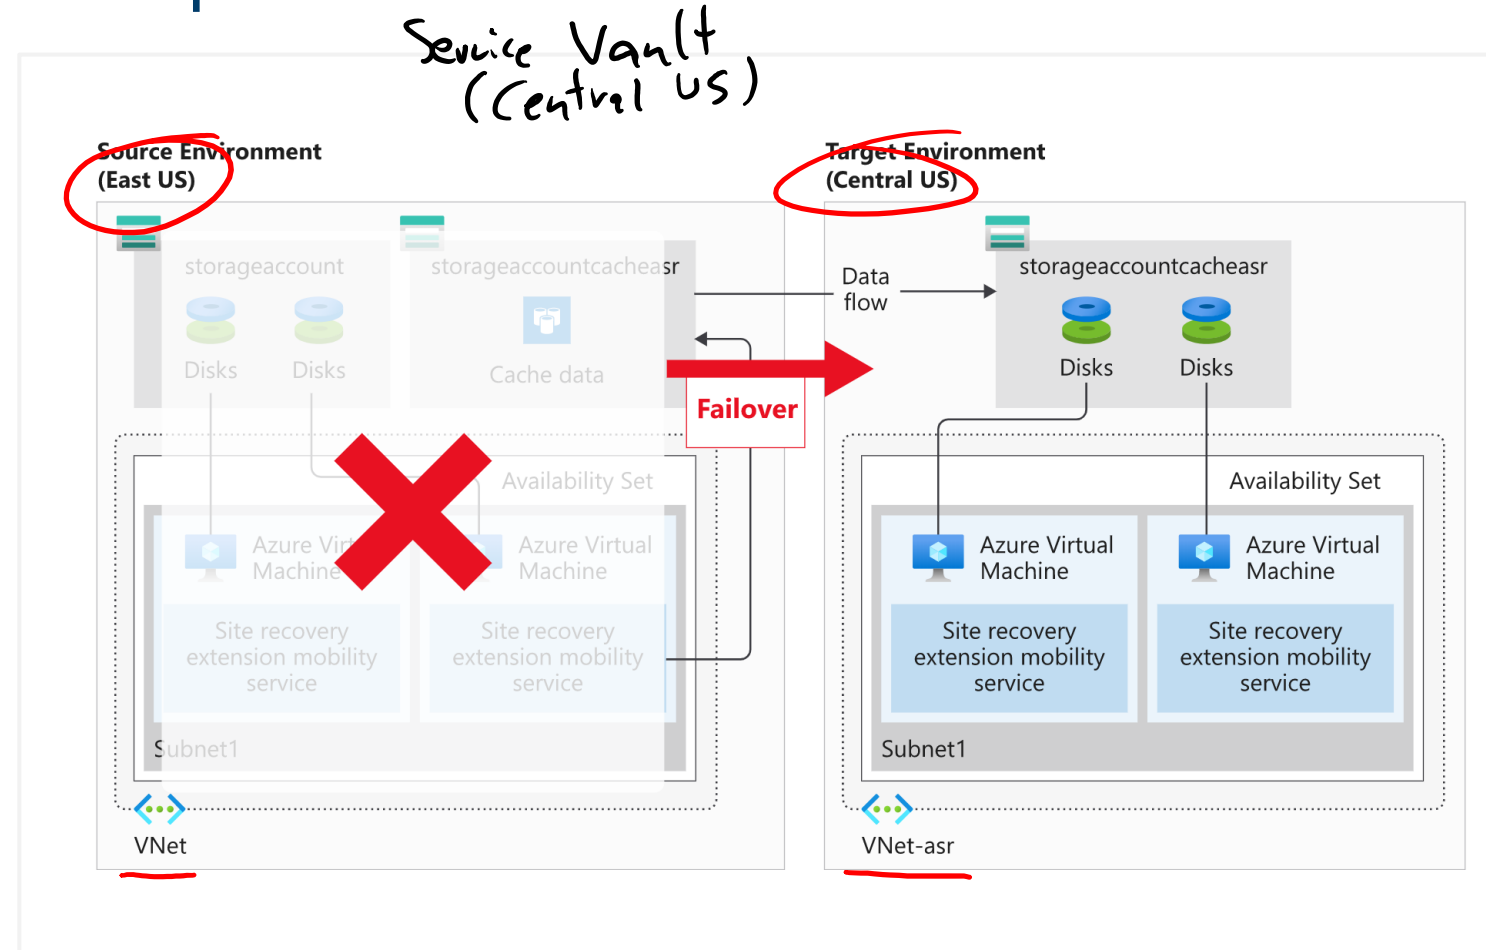 Service Vault
(Central US)
Source Environment
(East US)
storageaccount
storageaccountcacheasr
Disks
Disks
Cache data
Availability Set
Azure Virt
Machine
Azure Virtual
Machine
Site recovery
extension mobility
service
Site recovery
extension mobility
service
Subnet1
VNet
Data
flow
Failover
Target Environment
(Central US)
storageaccountcacheasr
Disks
Disks
Availability Set
Azure Virtual
Machine
Azure Virtual
Machine
Site recovery
extension mobility
service
Site recovery
extension mobility
service
Subnet1
VNet-asr